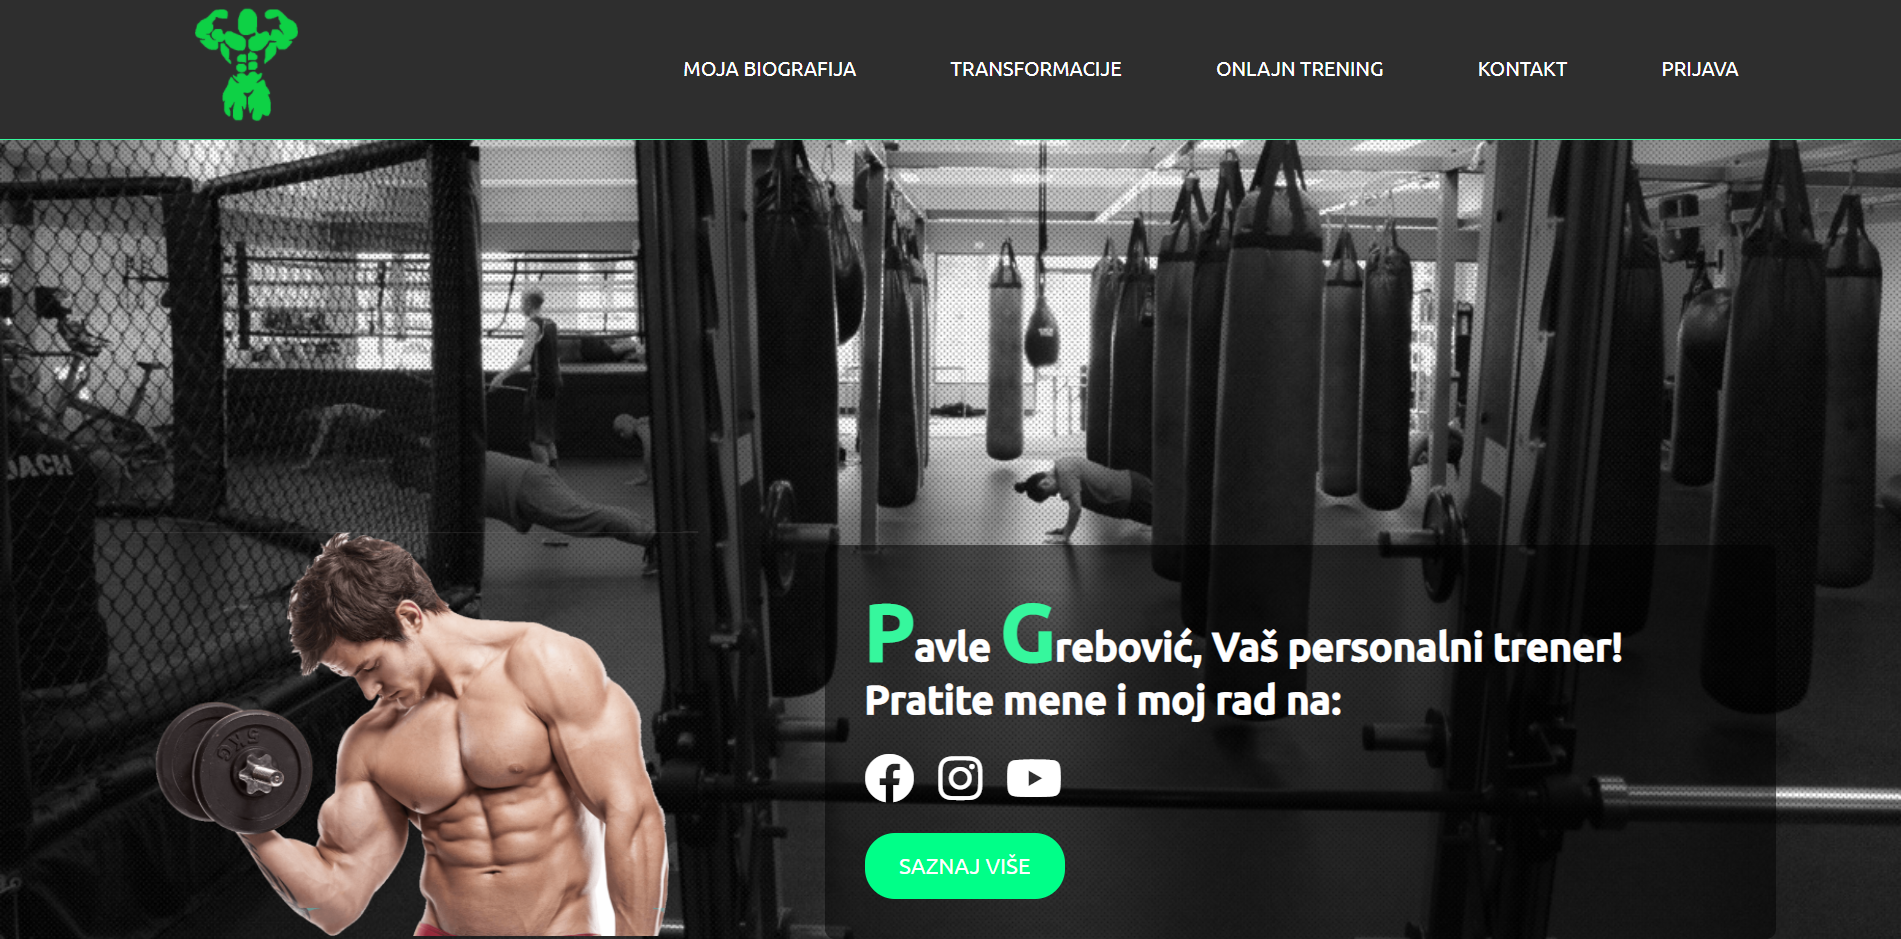 MOJA BIOGRAFIJA
TRANSFORMACIJE
ONLAJN TRENING
KONTAKT
PRIJAVA
OACH
5KG
Pavle Grebović, Vaš personalni trener!
Pratite mene i moj rad na:
SAZNAJ VIŠE